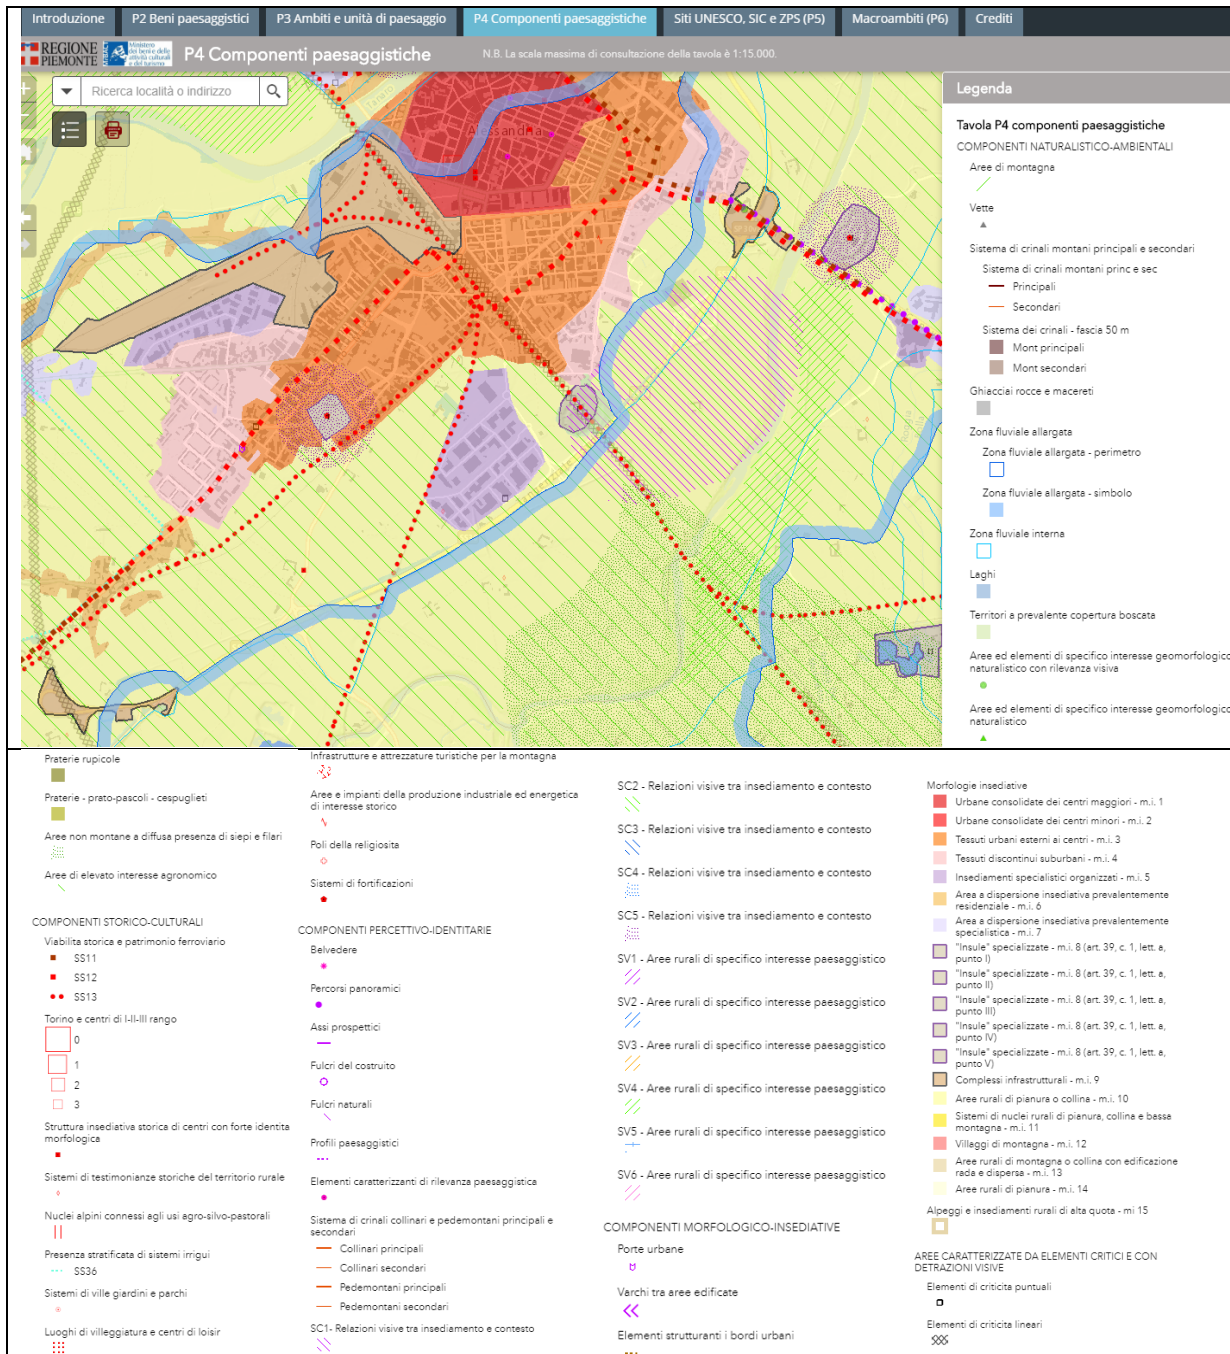 Introduzione
P2 Beni paesaggistici
P3 Ambiti e unità di paesaggio
P4 Componenti paesaggistiche
Siti UNESCO, SIC e ZPS (P5)
Macroambiti (P6)
Crediti
REGIONE
PIEMONTE
Ministero
dei beni e delle
attività culturali
e del turismo
P4 Componenti paesaggistiche
N.B. La scala massima di consultazione della tavola è 1:15.000.
Ricerca località o indirizzo
Alessandria
Legenda
Tavola P4 componenti paesaggistiche
COMPONENTI NATURALISTICO-AMBIENTALI
Aree di montagna
Vette
Sistema di crinali montani principali e secondari
Sistema di crinali montani princ e sec
Principali
Secondari
Sistema dei crinali - fascia 50 m
Mont principali
Mont secondari
Ghiacciai rocce e macereti
Zona fluviale allargata
Zona fluviale allargata - perimetro
Zona fluviale allargata - simbolo
Zona fluviale interna
Laghi
Territori a prevalente copertura boscata
Aree ed elementi di specifico interesse geomorfologico
naturalistico con rilevanza visiva
Aree ed elementi di specifico interesse geomorfologico
naturalistico
Praterie rupicole
Praterie - prato-pascoli - cespuglieti
Aree non montane a diffusa presenza di siepi e filari
Aree di elevato interesse agronomico
COMPONENTI STORICO-CULTURALI
Viabilita storica e patrimonio ferroviario
SS11
SS12
SS13
Torino e centri di I-II-III rango
0
1
2
3
Struttura insediativa storica di centri con forte identita
morfologica
Sistemi di testimonianze storiche del territorio rurale
Nuclei alpini connessi agli usi agro-silvo-pastorali
Presenza stratificata di sistemi irrigui
SS36
Sistemi di ville giardini e parchi
Luoghi di villeggiatura e centri di loisir
Infrastrutture e attrezzature turistiche per la montagna
Aree e impianti della produzione industriale ed energetica
di interesse storico
Poli della religiosita
Sistemi di fortificazioni
COMPONENTI PERCETTIVO-IDENTITARIE
Belvedere
Percorsi panoramici
Assi prospettici
Fulcri del costruito
Fulcri naturali
Profili paesaggistici
Elementi caratterizzanti di rilevanza paesaggistica
Sistema di crinali collinari e pedemontani principali e
secondari
Collinari principali
Collinari secondari
Pedemontani principali
Pedemontani secondari
SC1- Relazioni visive tra insediamento e contesto
SC2 - Relazioni visive tra insediamento e contesto
SC3 - Relazioni visive tra insediamento e contesto
SC4 - Relazioni visive tra insediamento e contesto
SC5 - Relazioni visive tra insediamento e contesto
SV1 - Aree rurali di specifico interesse paesaggistico
SV2 - Aree rurali di specifico interesse paesaggistico
SV3 - Aree rurali di specifico interesse paesaggistico
SV4 - Aree rurali di specifico interesse paesaggistico
SV5 - Aree rurali di specifico interesse paesaggistico
SV6 - Aree rurali di specifico interesse paesaggistico
COMPONENTI MORFOLOGICO-INSEDIATIVE
Porte urbane
Varchi tra aree edificate
Elementi strutturanti i bordi urbani
Morfologie insediative
Urbane consolidate dei centri maggiori - m.i. 1
Urbane consolidate dei centri minori - m.i. 2
Tessuti urbani esterni ai centri - m.i. 3
Tessuti discontinui suburbani - m.i. 4
Insediamenti specialistici organizzati - m.i. 5
Area a dispersione insediativa prevalentemente
residenziale - m.i. 6
Area a dispersione insediativa prevalentemente
specialistica - m.i. 7
"Insule" specializzate - m.i. 8 (art. 39, c. 1, lett. a,
punto I)
"Insule" specializzate - m.i. 8 (art. 39, c. 1, lett. a,
punto II)
"Insule" specializzate - m.i. 8 (art. 39, c. 1, lett. a,
punto III)
"Insule" specializzate - m.i. 8 (art. 39, c. 1, lett. a,
punto IV)
"Insule" specializzate - m.i. 8 (art. 39, c. 1, lett. a,
punto V)
Complessi infrastrutturali - m.i. 9
Aree rurali di pianura o collina - m.i. 10
Sistemi di nuclei rurali di pianura, collina e bassa
montagna - m.i. 11
Villaggi di montagna - m.i. 12
Aree rurali di montagna o collina con edificazione
rada e dispersa - m.i. 13
Aree rurali di pianura - m.i. 14
Alpeggi e insediamenti rurali di alta quota - mi 15
AREE CARATTERIZZATE DA ELEMENTI CRITICI E CON
DETRAZIONI VISIVE
Elementi di criticita puntuali
Elementi di criticita lineari